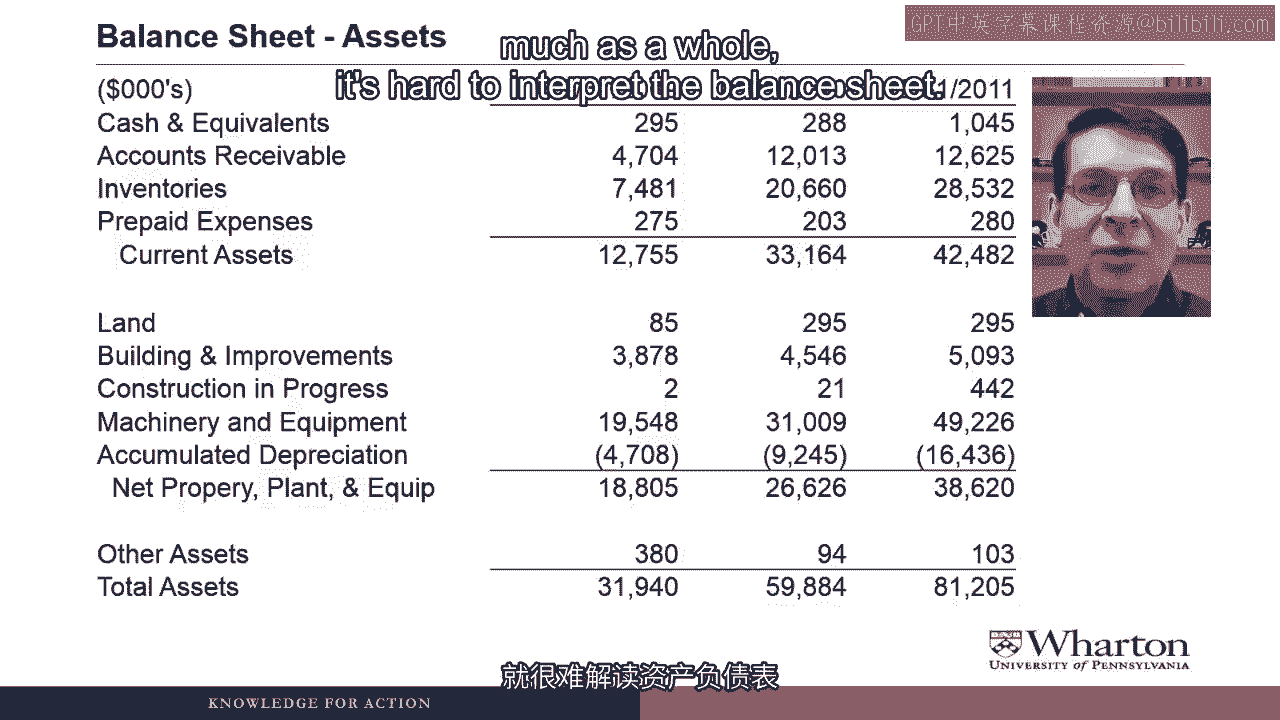 GPT中英字幕课程资源@bilibili.com
Balance Sheet - Assets
much as a whole,
it's hard to interpret the balance sheet.
($000's) 1/2011
Cash & Equivalents 295 288 1,045
Accounts Receivable 4,704 12,013 12,625
Inventories 7,481 20,660 28,532
Prepaid Expenses 275 203 280
Current Assets 12,755 33,164 42,482
Land 85 295 295
Building & Improvements 3,878 4,546 5,093
Construction in Progress 2 21 442
Machinery and Equipment 19,548 31,009 49,226
Accumulated Depreciation (4,708) (9,245) (16,436)
Net Propery, Plant, & Equip 18,805 26,626 38,620
Other Assets 380 94 103
Total Assets 31,940 59,884 81,205
Wharton
UNIVERSITY of PENNSYLVANIA
就很难解读资产负债表
KNOWLEDGE FOR ACTION